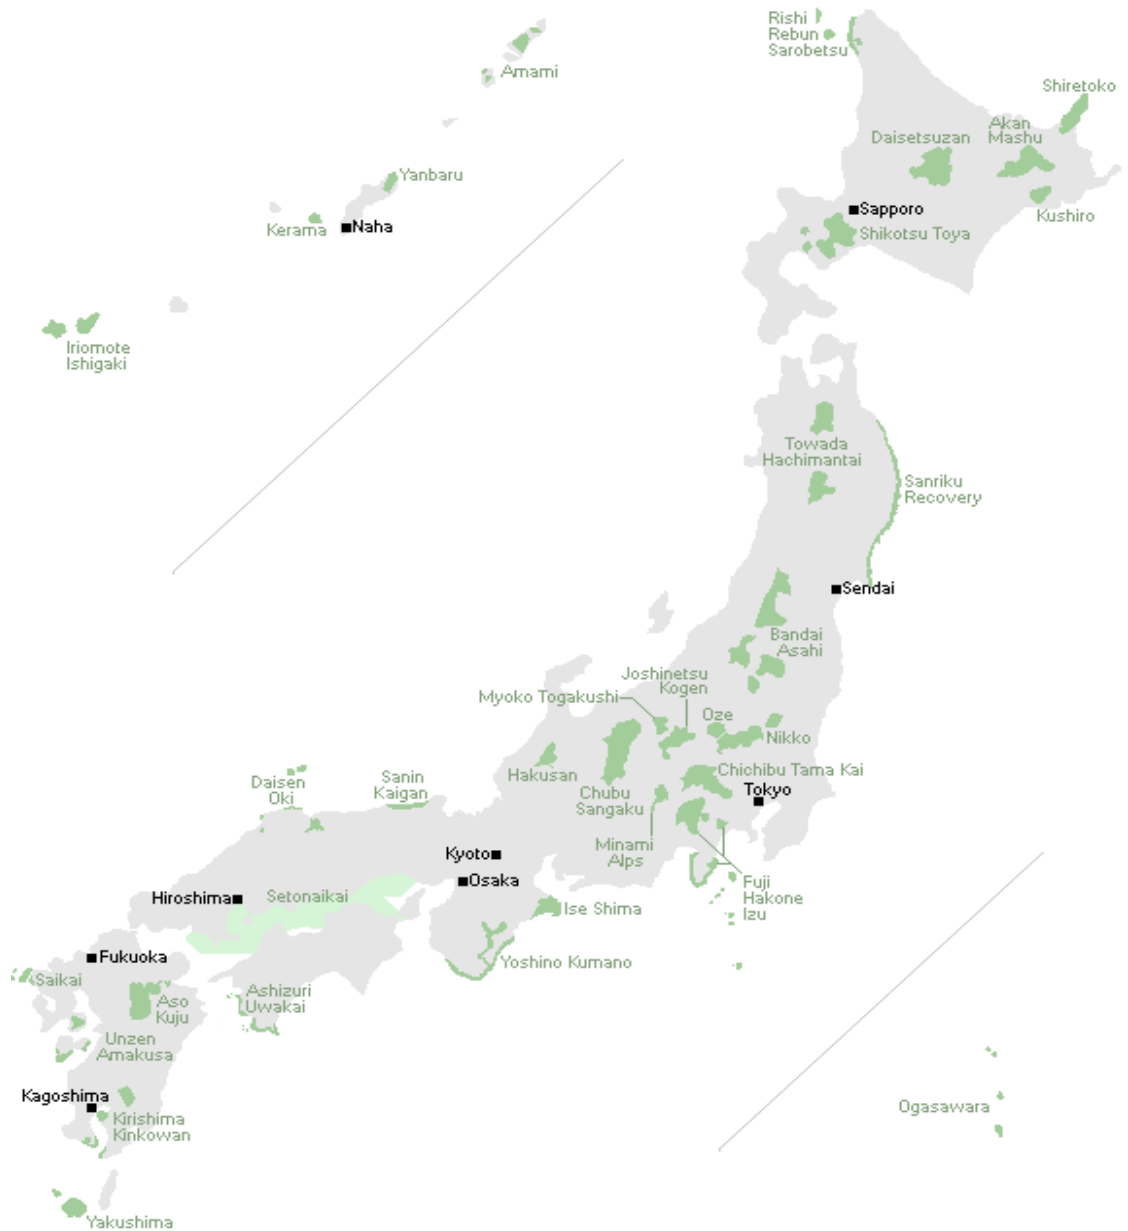 Rishi
Rebun
Sarobetsu
Amami
Shiretoko
Akan
Mashu
Daisetsuzan
Yanbaru
Kushiro
Sapporo
Kerama
Naha
Shikotsu Toya
Iriomote
Ishigaki
Towada
Hachimantai
Sanriku
Recovery
Sendai
Bandai
Asahi
Joshinetsu
Kogen
Myoko Togakushi
Oze
Nikko
Hakusan
Chubu
Sangaku
Chichibu Tama Kai
Tokyo
Daisen
Oki
Sanin
Kaigan
Minami
Alps
Kyoto
Osaka
Fuji
Hakone
Izu
Hiroshima
Setonaikai
Ise Shima
Fukuoka
Yoshino Kumano
Saikai
Ashizuri
Uwakai
Aso
Kuju
Unzen
Amakusa
Kagoshima
Kirishima
Kinkowan
Ogasawara
Yakushima